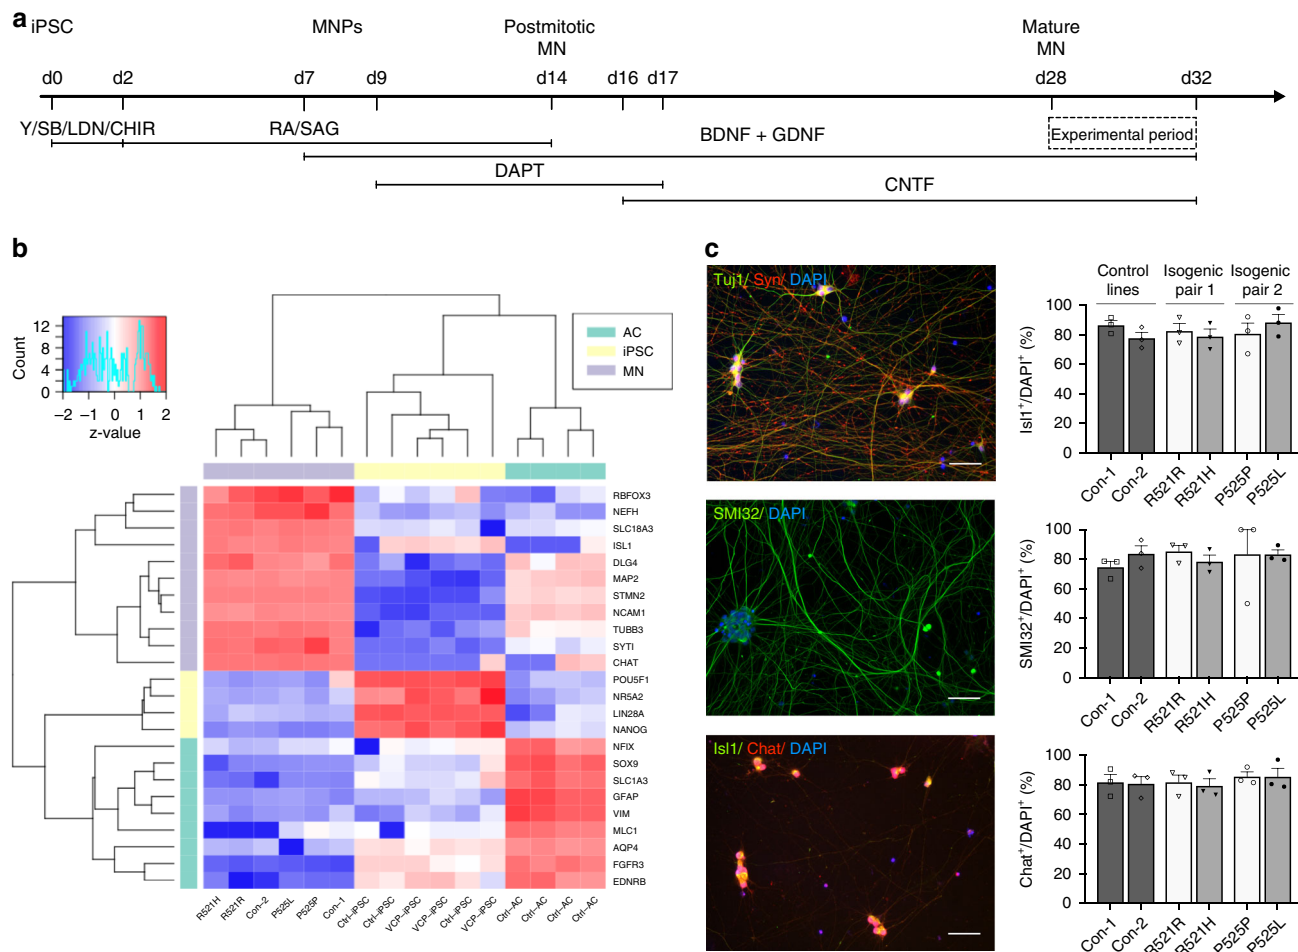 a
iPSC
MNPs
Postmitotic
MN
Mature
MN
d0
d2
d7
d9
d14
d16
d17
d28
d32
Y/SB/LDN/CHIR
RA/SAG
BDNF + GDNF
Experimental period
DAPT
CNTF
b
Count
12
8
4
0
−2
−1
0
1
2
z-value
AC
iPSC
MN
RBFOX3
NEFH
SLC18A3
ISL1
DLG4
MAP2
STMN2
NCAM1
TUBB3
SYTI
CHAT
POU5F1
NR5A2
LIN28A
NANOG
NFIX
SOX9
SLC1A3
GFAP
VIM
MLC1
AQP4
FGFR3
EDNRB
R521H
R521R
Con-2
P525L
P525P
Con-1
Ctrl-iPSC
Ctrl-iPSC
VCP-iPSC
VCP-iPSC
Ctrl-iPSC
VCP-iPSC
Ctrl-AC
Ctrl-AC
Ctrl-AC
Ctrl-AC
c
Tuj1/ Syn/ DAPI
SMI32/ DAPI
Isl1/ Chat/ DAPI
Control
lines
Isogenic
pair 1
Isogenic
pair 2
Isl1+/DAPI+ (%)
100
80
60
40
20
0
Con-1
Con-2
R521R
R521H
P525P
P525L
SMI32+/DAPI+ (%)
100
80
60
40
20
0
Con-1
Con-2
R521R
R521H
P525P
P525L
Chat+/DAPI+ (%)
100
80
60
40
20
0
Con-1
Con-2
R521R
R521H
P525P
P525L